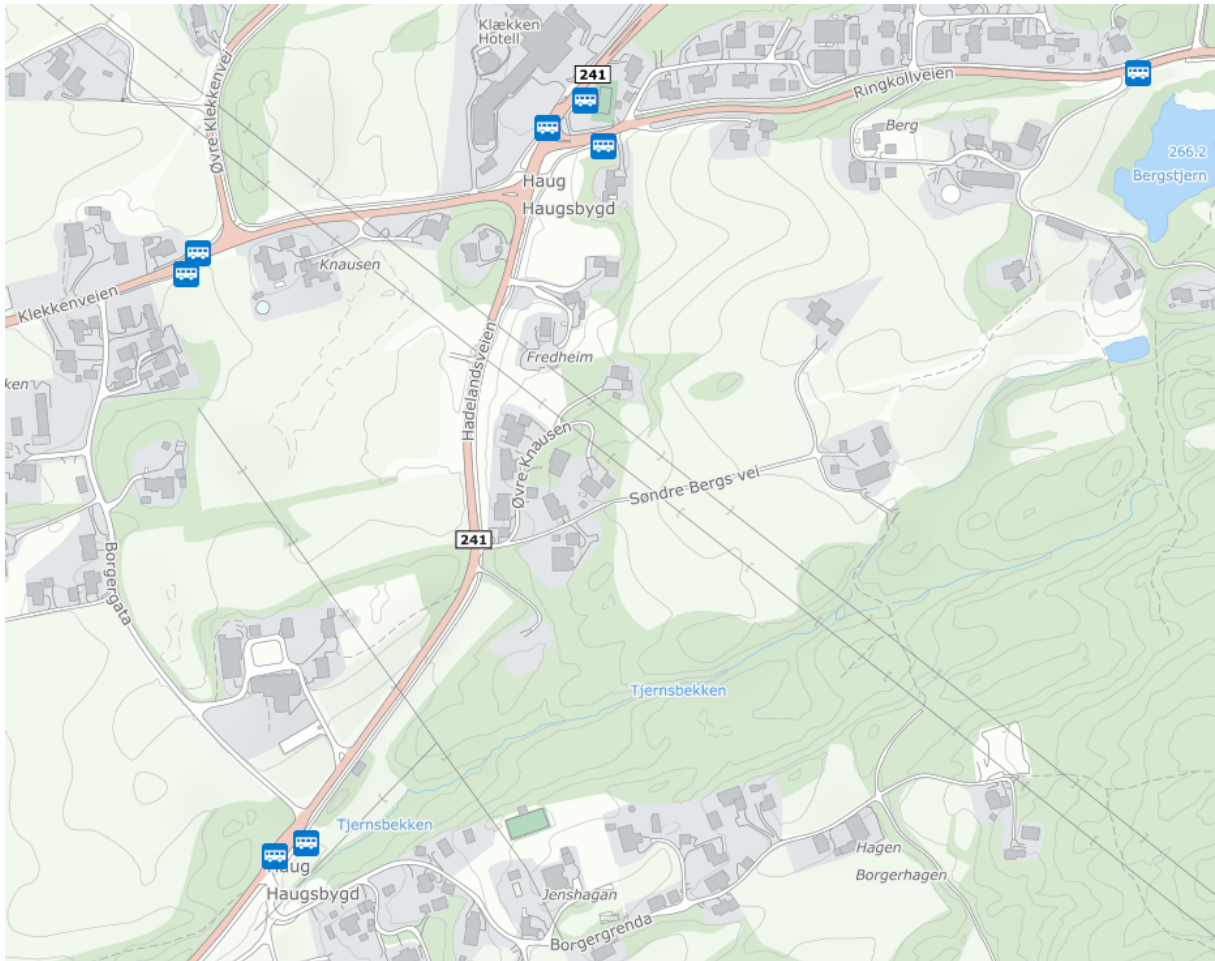 Klækken
Hotell
241
Ringkollveien
Øvre Klekkenvei
Berg
266.2
Bergstjern
Haug
Haugsbygd
Knausen
Klekkenveien
Hadelandsveien
Fredheim
ken
Øvre Knausen
Søndre Bergs vei
241
Borgergata
Tjernsbekken
Tjernsbekken
Haug
Haugsbygd
Hagen
Borgerhagen
Jenshagan
Borgergrenda